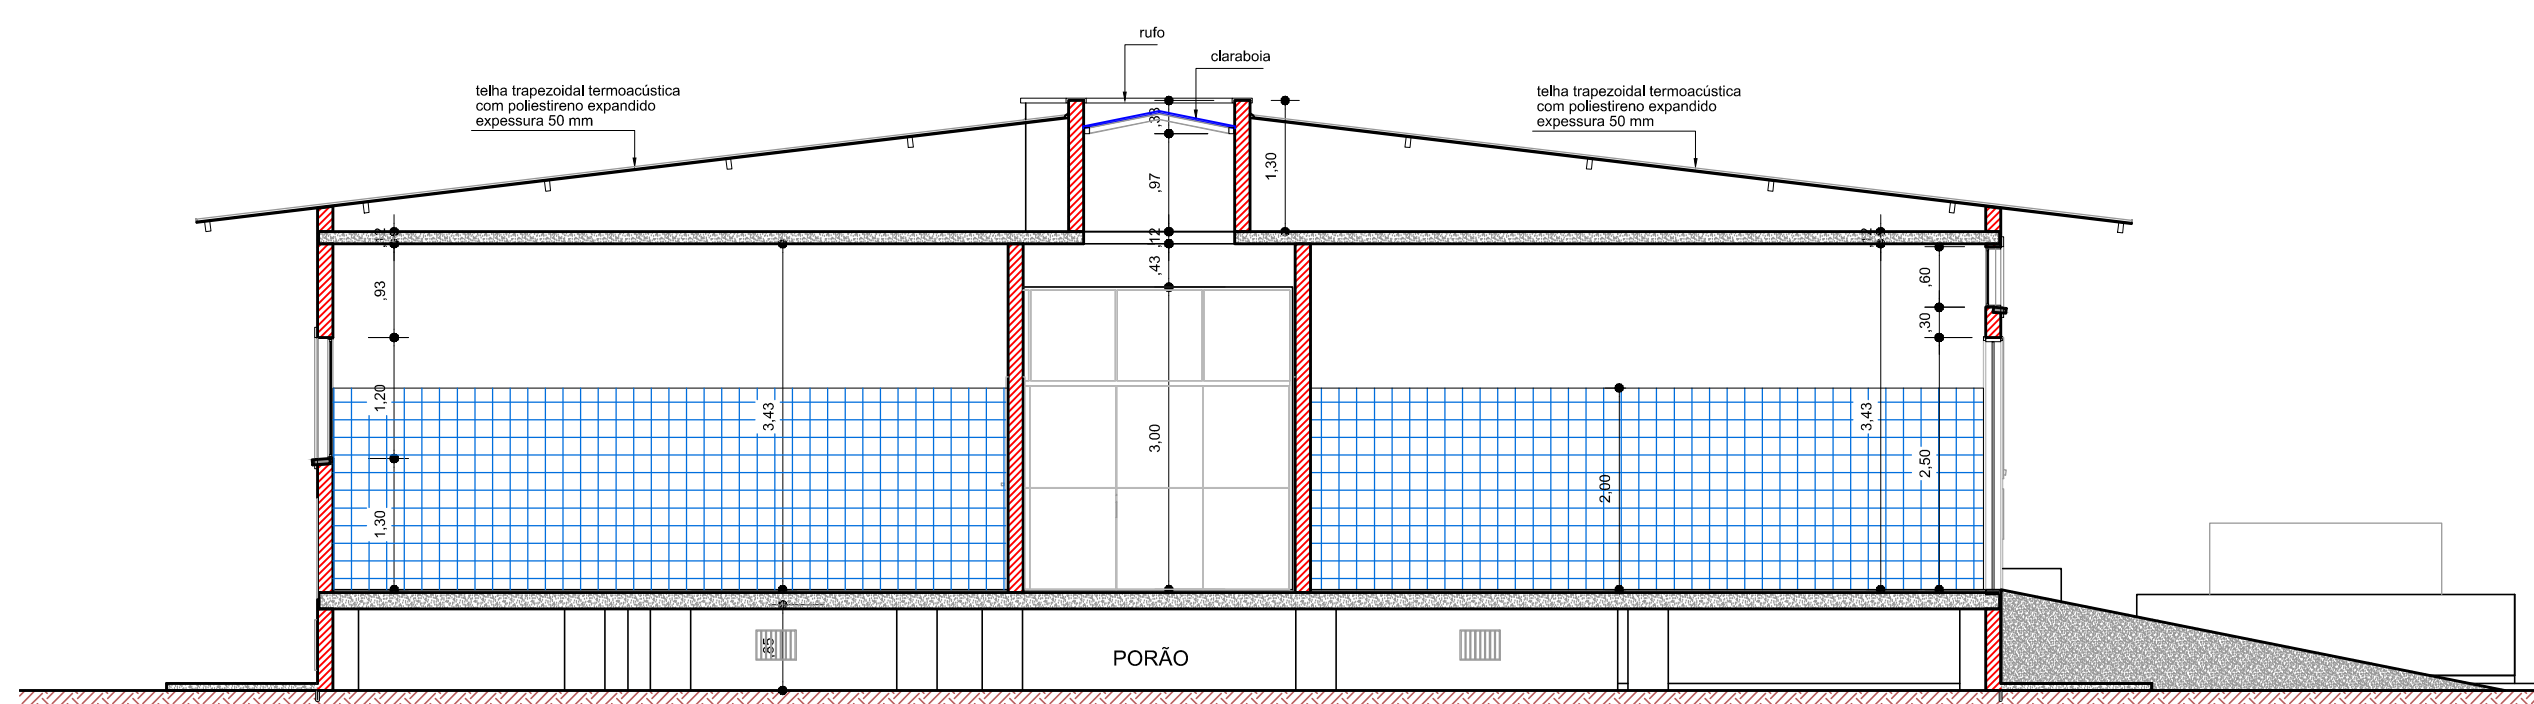 rufo
claraboia
telha trapezoidal termoacústica
com poliestireno expandido
expessura 50 mm
telha trapezoidal termoacústica
com poliestireno expandido
expessura 50 mm
,33
1,30
,97
,12
,12
,12
,43
,93
,60
,30
1,20
3,43
3,00
3,43
2,50
2,00
1,30
,85
PORÃO